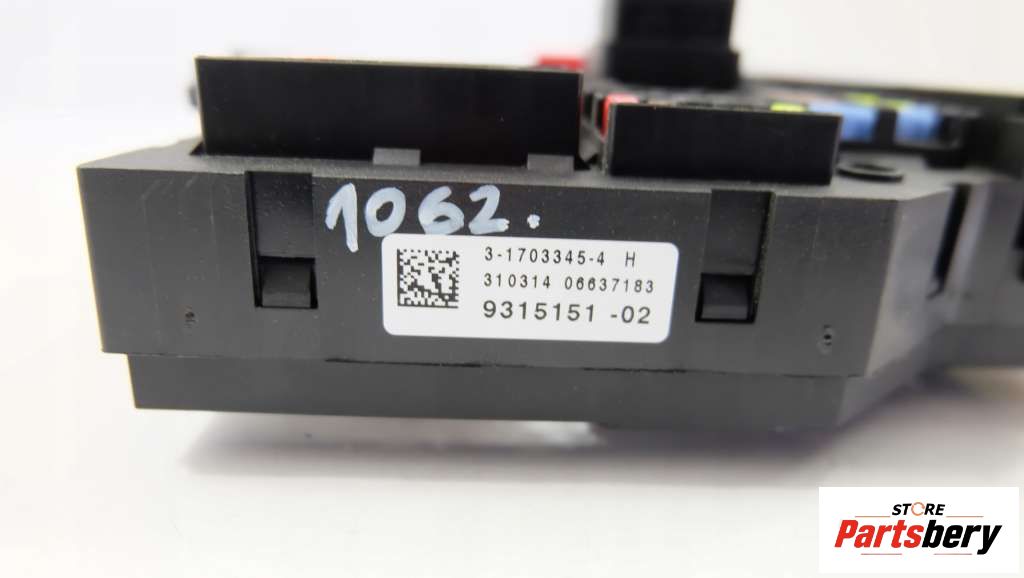 1062.
3-1703345-4 H
310314 06637183
9315151 -02
STORE
Partsbery